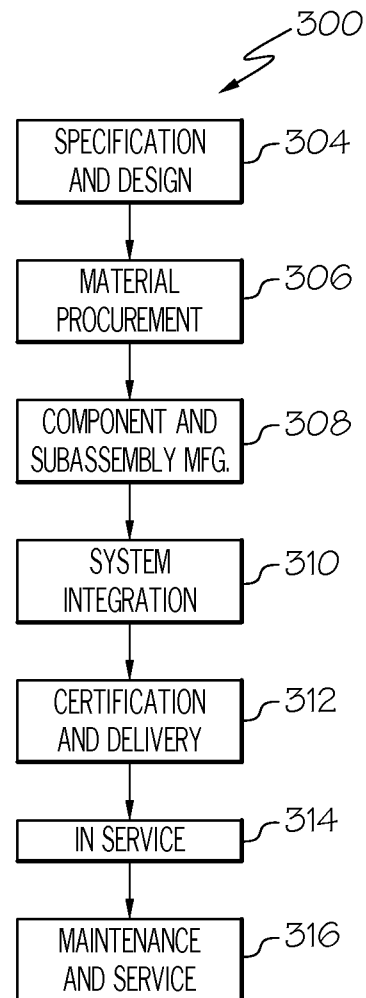 300
SPECIFICATION
AND DESIGN
304
MATERIAL
PROCUREMENT
306
COMPONENT AND
SUBASSEMBLY MFG.
308
SYSTEM
INTEGRATION
310
CERTIFICATION
AND DELIVERY
312
IN SERVICE
314
MAINTENANCE
AND SERVICE
316